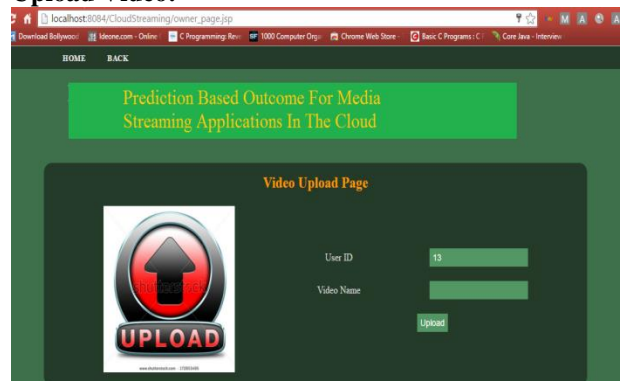 Upload Video:
localhost:8084/CloudStreaming/owner_page.jsp
Download Bollywood Ideone.com - Online C Programming: Rev 1000 Computer Orga Chrome Web Store - Basic C Programs : C Core Java - Interview
HOME BACK
Prediction Based Outcome For Media
Streaming Applications In The Cloud
Video Upload Page
User ID 13
Video Name
Upload
UPLOAD